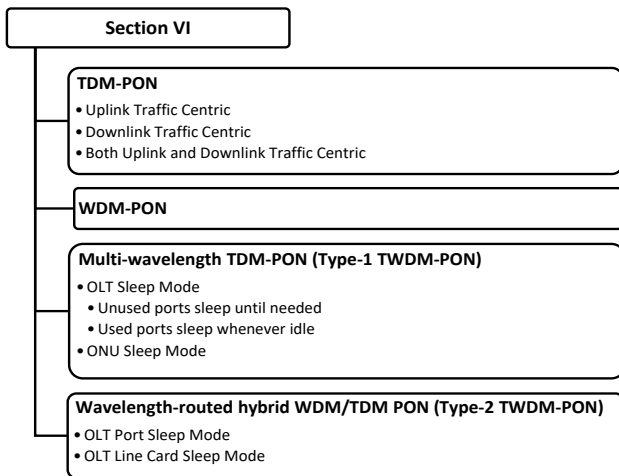 Section VI
TDM-PON
• Uplink Traffic Centric
• Downlink Traffic Centric
• Both Uplink and Downlink Traffic Centric
WDM-PON
Multi-wavelength TDM-PON (Type-1 TWDM-PON)
• OLT Sleep Mode
• Unused ports sleep until needed
• Used ports sleep whenever idle
• ONU Sleep Mode
Wavelength-routed hybrid WDM/TDM PON (Type-2 TWDM-PON)
• OLT Port Sleep Mode
• OLT Line Card Sleep Mode